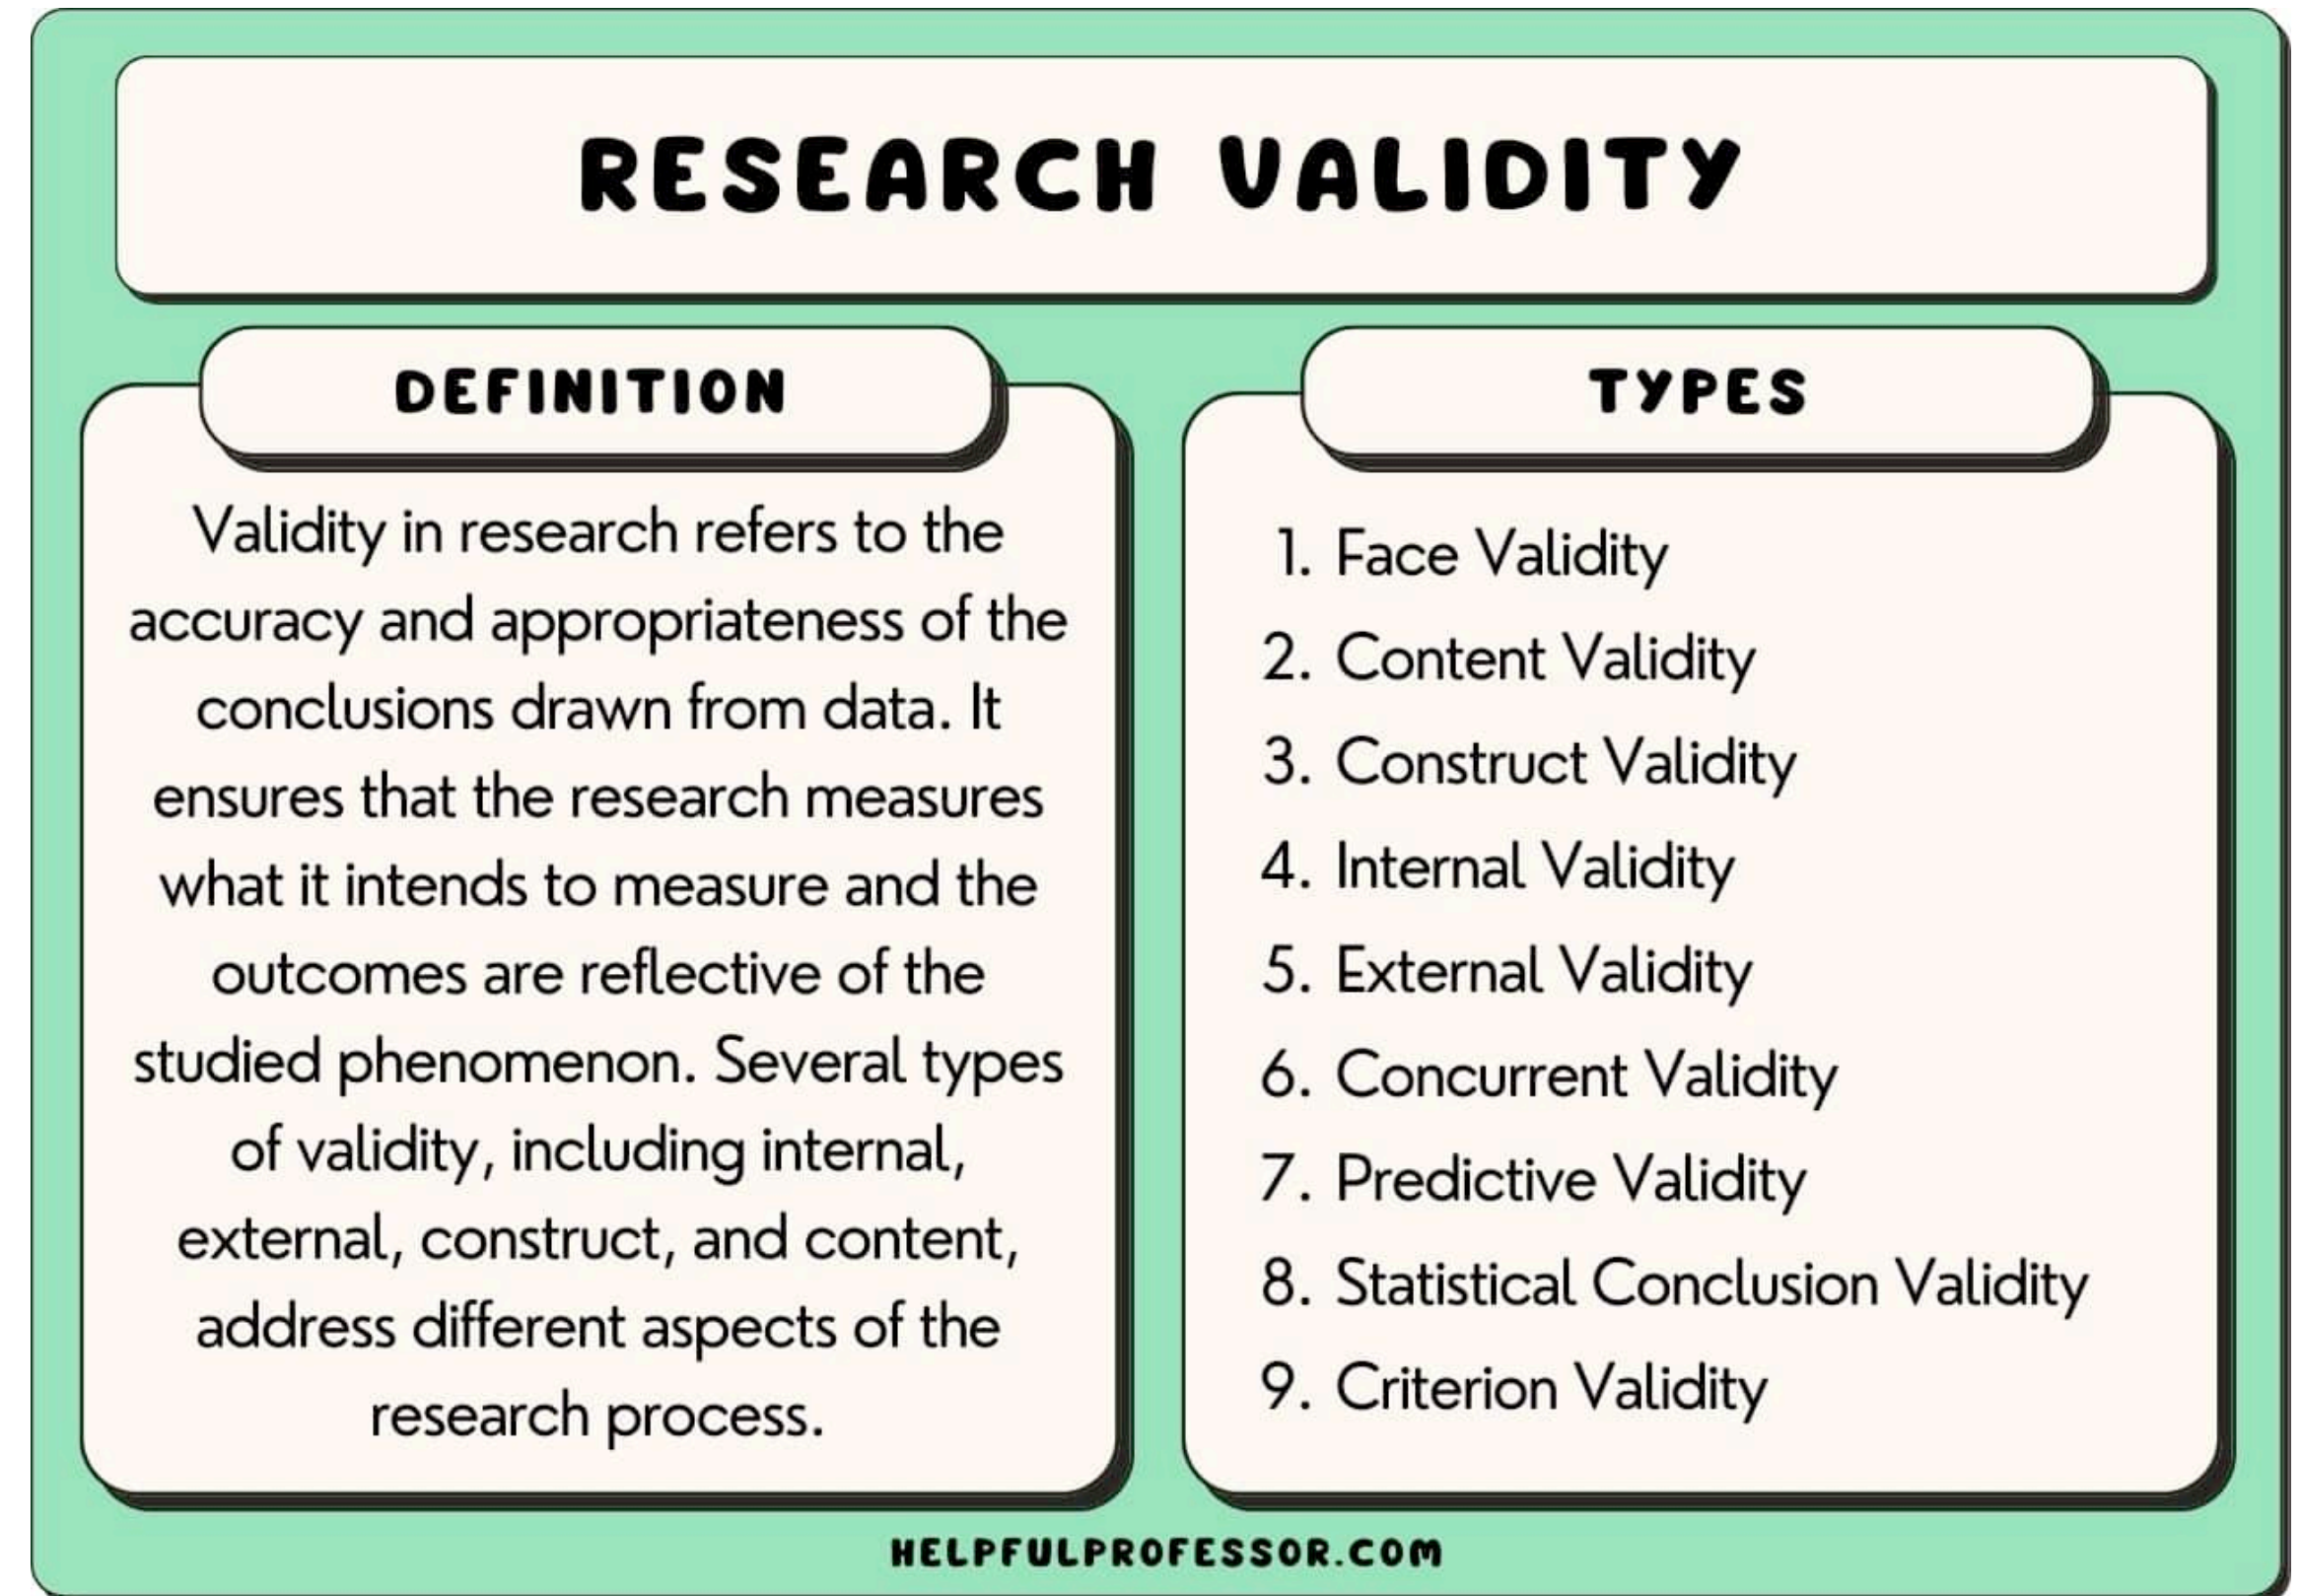 RESEARCH VALIDITY
DEFINITION
Validity in research refers to the
accuracy and appropriateness of the
conclusions drawn from data. It
ensures that the research measures
what it intends to measure and the
outcomes are reflective of the
studied phenomenon. Several types
of validity, including internal,
external, construct, and content,
address different aspects of the
research process.
TYPES
1. Face Validity
2. Content Validity
3. Construct Validity
4. Internal Validity
5. External Validity
6. Concurrent Validity
7. Predictive Validity
8. Statistical Conclusion Validity
9. Criterion Validity
HELPFULPROFESSOR.COM